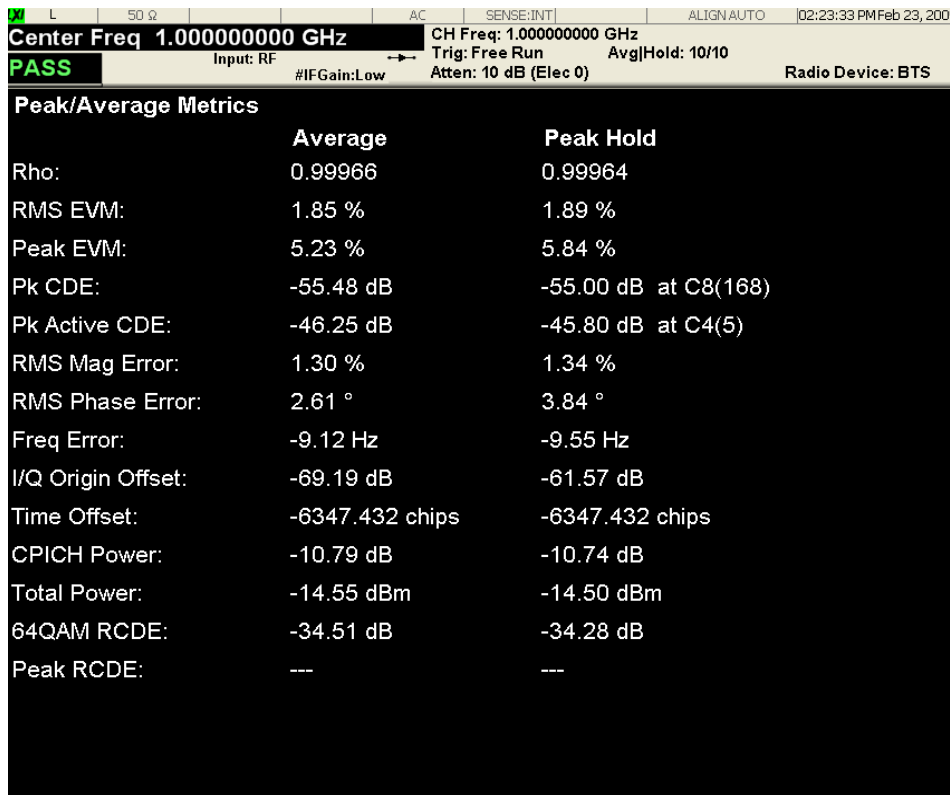 LXI L 50 Ω AC SENSE:INT ALIGN AUTO 02:23:33 PM Feb 23, 200
Center Freq 1.000000000 GHz CH Freq: 1.000000000 GHz
Input: RF Trig: Free Run Avg|Hold: 10/10
PASS #IFGain:Low Atten: 10 dB (Elec 0) Radio Device: BTS
Peak/Average Metrics
Average Peak Hold
Rho: 0.99966 0.99964
RMS EVM: 1.85 % 1.89 %
Peak EVM: 5.23 % 5.84 %
Pk CDE: -55.48 dB -55.00 dB at C8(168)
Pk Active CDE: -46.25 dB -45.80 dB at C4(5)
RMS Mag Error: 1.30 % 1.34 %
RMS Phase Error: 2.61 ° 3.84 °
Freq Error: -9.12 Hz -9.55 Hz
I/Q Origin Offset: -69.19 dB -61.57 dB
Time Offset: -6347.432 chips -6347.432 chips
CPICH Power: -10.79 dB -10.74 dB
Total Power: -14.55 dBm -14.50 dBm
64QAM RCDE: -34.51 dB -34.28 dB
Peak RCDE: --- ---